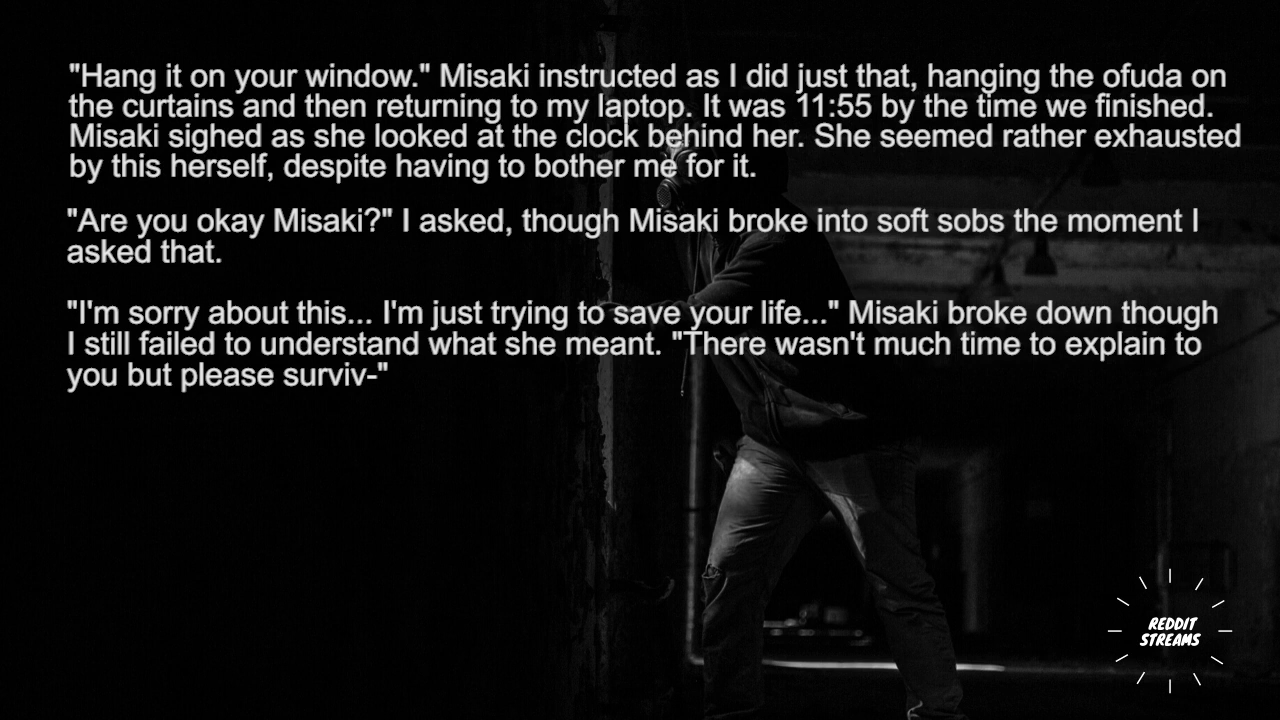 "Hang it on your window." Misaki instructed as I did just that, hanging the ofuda on
the curtains and then returning to my laptop. It was 11:55 by the time we finished.
Misaki sighed as she looked at the clock behind her. She seemed rather exhausted
by this herself, despite having to bother me for it.
"Are you okay Misaki?" I asked, though Misaki broke into soft sobs the moment I
asked that.
"I'm sorry about this... I'm just trying to save your life..." Misaki broke down though
I still failed to understand what she meant. "There wasn't much time to explain to
you but please surviv-"
REDDIT
STREAMS